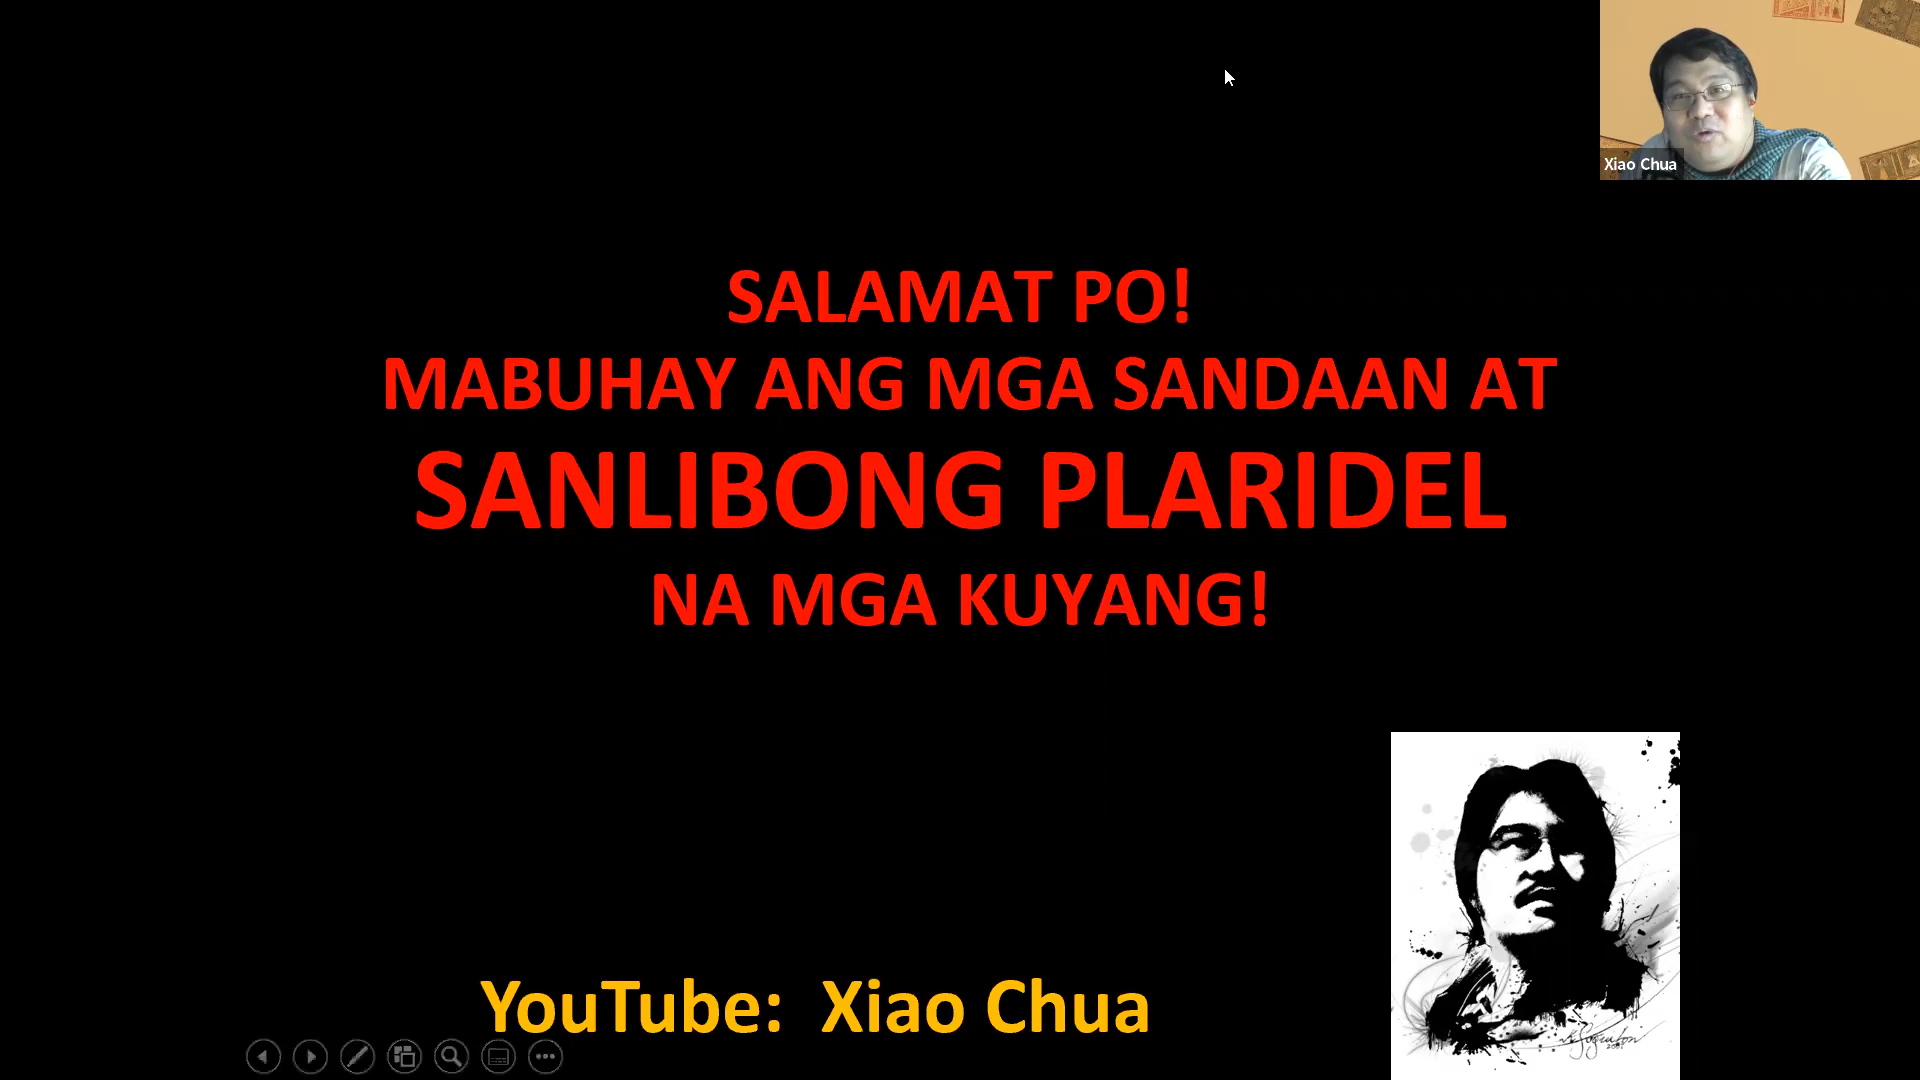 Xiao Chua
SALAMAT PO!
MABUHAY ANG MGA SANDAAN AT
SANLIBONG PLARIDEL
NA MGA KUYANG!
YouTube: Xiao Chua